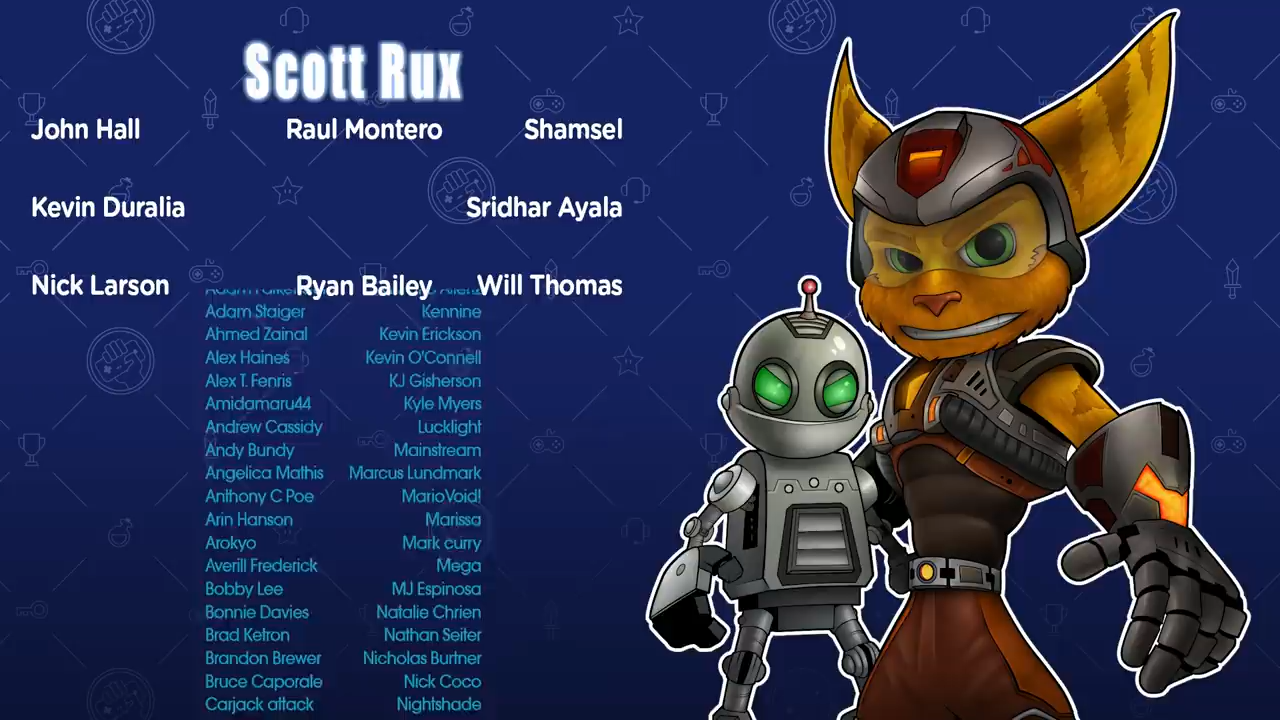 Scott Rux
John Hall Raul Montero Shamsel
Kevin Duralia Sridhar Ayala
Nick Larson Ryan Bailey Will Thomas
Adam Staiger Kennine
Ahmed Zainal Kevin Erickson
Alex Haines Kevin O'Connell
Alex T. Fenris KJ Gisherson
Amidamaru44 Kyle Myers
Andrew Cassidy Lucklight
Andy Bundy Mainstream
Angelica Mathis Marcus Lundmark
Anthony C Poe MarioVoid!
Arin Hanson Marissa
Arokyo Mark curry
Averill Frederick Mega
Bobby Lee MJ Espinosa
Bonnie Davies Natalie Chrien
Brad Ketron Nathan Seiter
Brandon Brewer Nicholas Burtner
Bruce Caporale Nick Coco
Carjack attack Nightshade